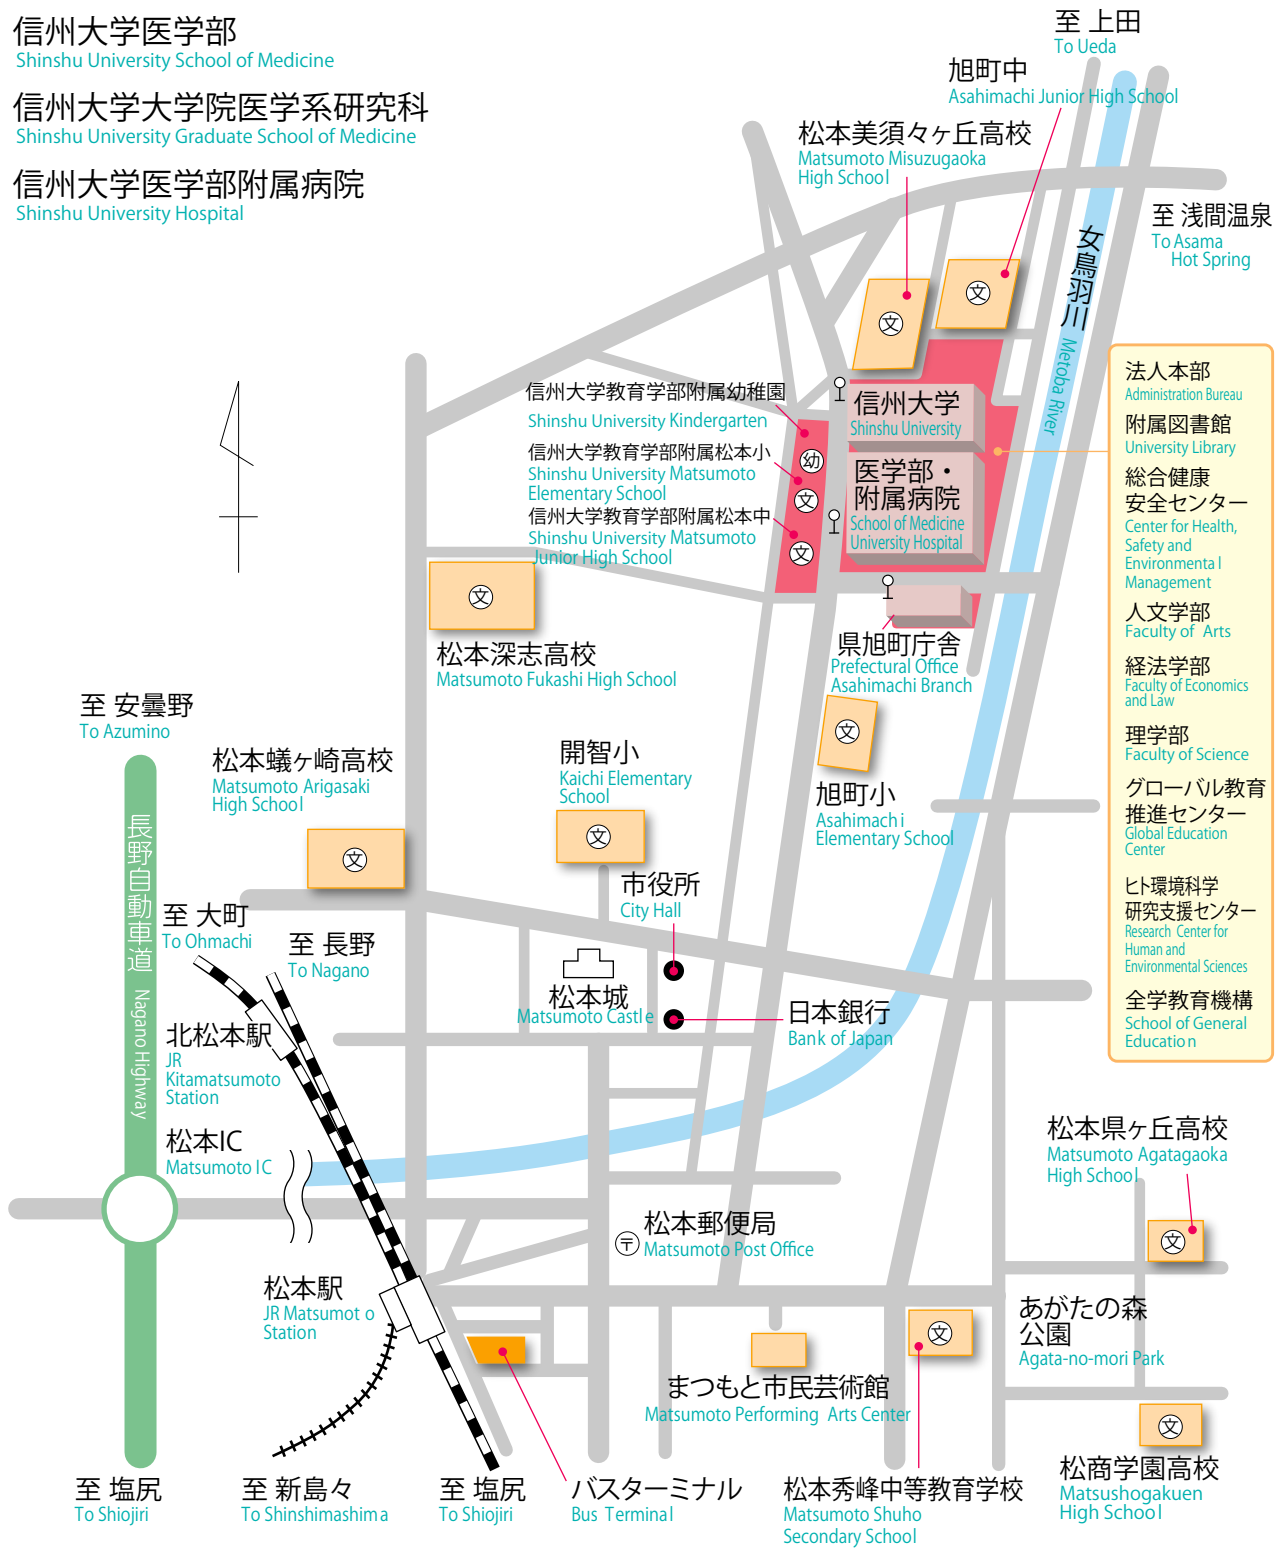 信州大学医学部
Shinshu University School of Medicine
信州大学大学院医学系研究科
Shinshu University Graduate School of Medicine
信州大学医学部附属病院
Shinshu University Hospital
至 上田
To Ueda
旭町中
Asahimachi Junior High School
松本美須々ヶ丘高校
Matsumoto Misuzugaoka
High School
至 浅間温泉
To Asama
Hot Spring
女鳥羽川
Metoba River
文
文
信州大学教育学部附属幼稚園
Shinshu University Kindergarten
信州大学教育学部附属松本小
Shinshu University Matsumoto
Elementary School
信州大学教育学部附属松本中
Shinshu University Matsumoto
Junior High School
幼
文
文
信州大学
Shinshu University
医学部・
附属病院
School of Medicine
University Hospital
法人本部
Administration Bureau
附属図書館
University Library
総合健康
安全センター
Center for Health,
Safety and
Environmental
Management
人文学部
Faculty of Arts
経法学部
Faculty of Economics
and Law
理学部
Faculty of Science
グローバル教育
推進センター
Global Education
Center
ヒト環境科学
研究支援センター
Research Center for
Human and
Environmental Sciences
全学教育機構
School of General
Education
文
松本深志高校
Matsumoto Fukashi High School
県旭町庁舎
Prefectural Office
Asahimachi Branch
文
旭町小
Asahimachi
Elementary School
至 安曇野
To Azumino
長野自動車道
Nagano Highway
松本蟻ヶ崎高校
Matsumoto Arigasaki
High School
文
開智小
Kaichi Elementary
School
文
市役所
City Hall
至 大町
To Ohmachi
至 長野
To Nagano
松本城
Matsumoto Castle
日本銀行
Bank of Japan
北松本駅
JR
Kitamatsumoto
Station
松本IC
Matsumoto IC
松本県ヶ丘高校
Matsumoto Agatagaoka
High School
文
〒
松本郵便局
Matsumoto Post Office
松本駅
JR Matsumoto
Station
あがたの森
公園
Agata-no-mori Park
文
まつもと市民芸術館
Matsumoto Performing Arts Center
文
松商学園高校
Matsushogakuen
High School
至 塩尻
To Shiojiri
至 新島々
To Shinshimashima
至 塩尻
To Shiojiri
バスターミナル
Bus Terminal
松本秀峰中等教育学校
Matsumoto Shuho
Secondary School